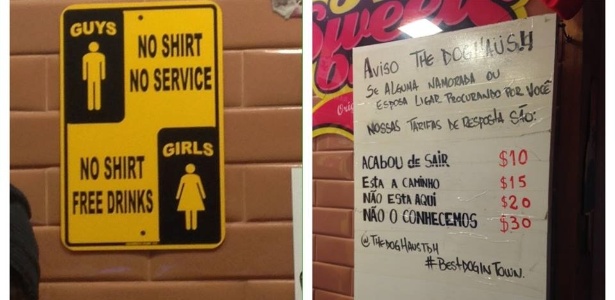 GUYS
NO SHIRT
NO SERVICE
NO SHIRT
FREE DRINKS
GIRLS
Sweet
AVISO THE DOGHAUS!!
SE ALGUMA NAMORADA OU
ESPOSA LIGAR PROCURANDO POR VOCÊ
NOSSAS TARIFAS DE RESPOSTA SÃO:
ACABOU de SAIR $10
ESTA A CAMINHO $15
NÃO ESTA AQUI $20
NÃO O CONHECEMOS $30
@THEDOGHAUSTBH
#BESTDOGINTOWN.